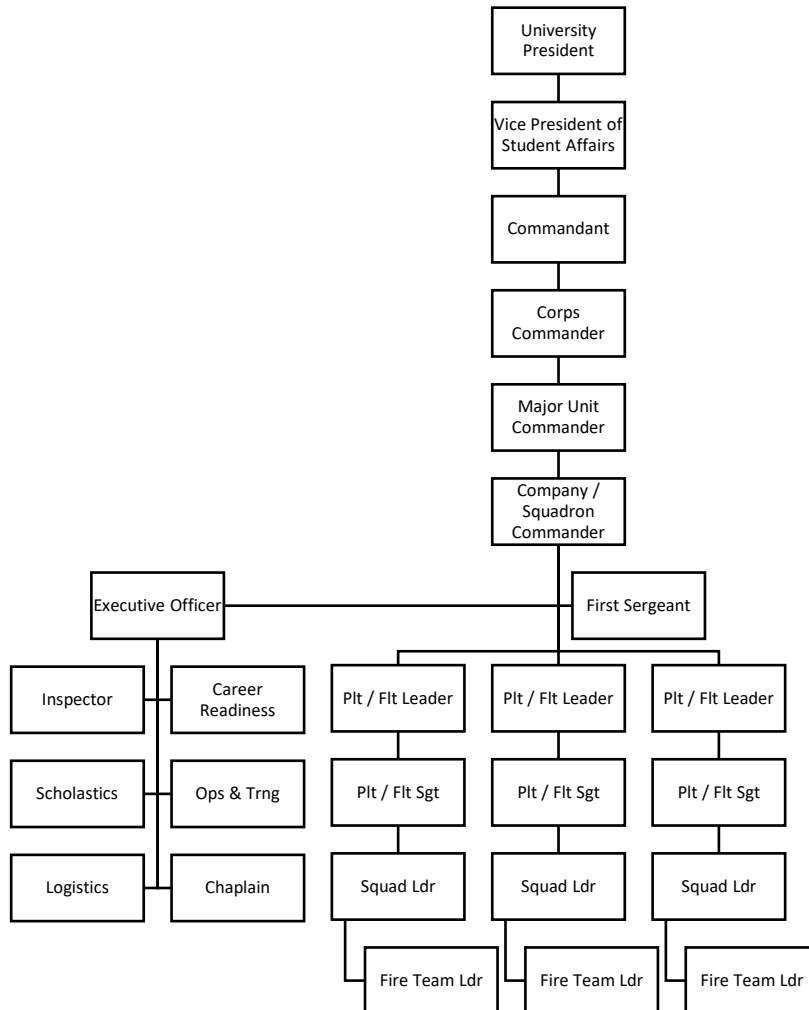 University
President
Vice President of
Student Affairs
Commandant
Corps
Commander
Major Unit
Commander
Company /
Squadron
Commander
Executive Officer
First Sergeant
Inspector
Career
Readiness
Plt / Flt Leader
Plt / Flt Leader
Plt / Flt Leader
Scholastics
Ops & Trng
Plt / Flt Sgt
Plt / Flt Sgt
Plt / Flt Sgt
Logistics
Chaplain
Squad Ldr
Squad Ldr
Squad Ldr
Fire Team Ldr
Fire Team Ldr
Fire Team Ldr